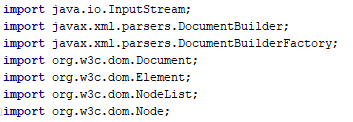 import java.io.InputStream;
import javax.xml.parsers.DocumentBuilder;
import javax.xml.parsers.DocumentBuilderFactory;
import org.w3c.dom.Document;
import org.w3c.dom.Element;
import org.w3c.dom.NodeList;
import org.w3c.dom.Node;